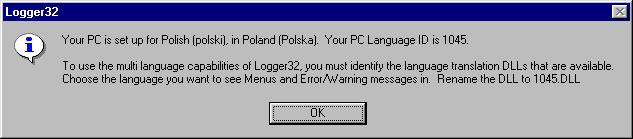 Logger32
Your PC is set up for Polish (polski), in Poland (Polska). Your PC Language ID is 1045.
To use the multi language capabilities of Logger32, you must identify the language translation DLLs that are available.
Choose the language you want to see Menus and Error/Warning messages in. Rename the DLL to 1045.DLL
OK